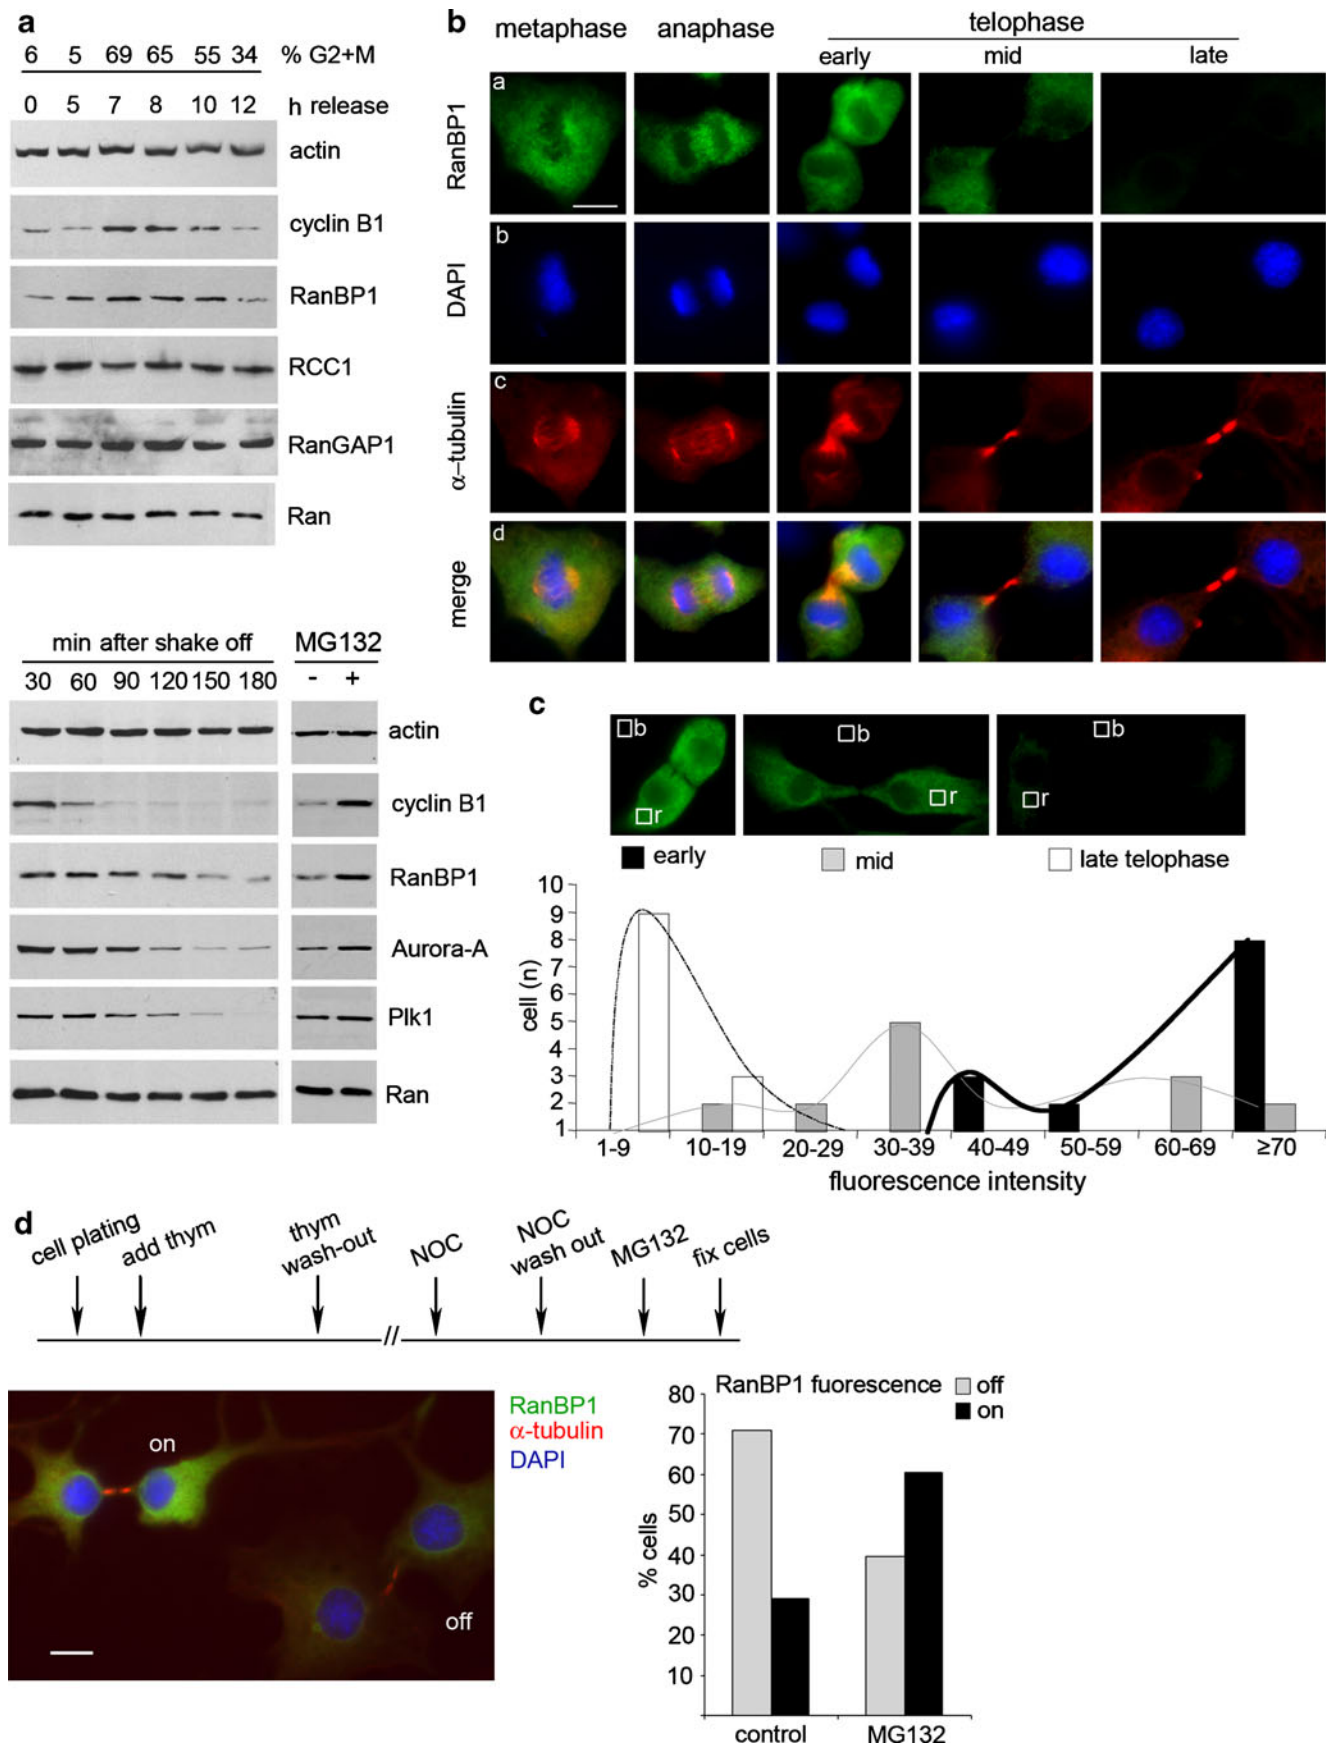 a
6 5 69 65 55 34 % G2+M
0 5 7 8 10 12 h release
actin
cyclin B1
RanBP1
RCC1
RanGAP1
Ran
min after shake off
30 60 90 120 150 180
MG132
- +
actin
cyclin B1
RanBP1
Aurora-A
Plk1
Ran
b
metaphase anaphase telophase
early mid late
a
RanBP1
b
DAPI
c
α-tubulin
d
merge
c
b
r
b
r
b
r
early
mid
late telophase
10
9
8
7
6
5
4
3
2
1
cell (n)
1-9 10-19 20-29 30-39 40-49 50-59 60-69 ≥70
fluorescence intensity
d
cell plating
add thym
thym wash-out
//
NOC
NOC wash out
MG132
fix cells
on
off
RanBP1
α-tubulin
DAPI
RanBP1 fuorescence
off
on
80
70
60
50
40
30
20
10
% cells
control MG132